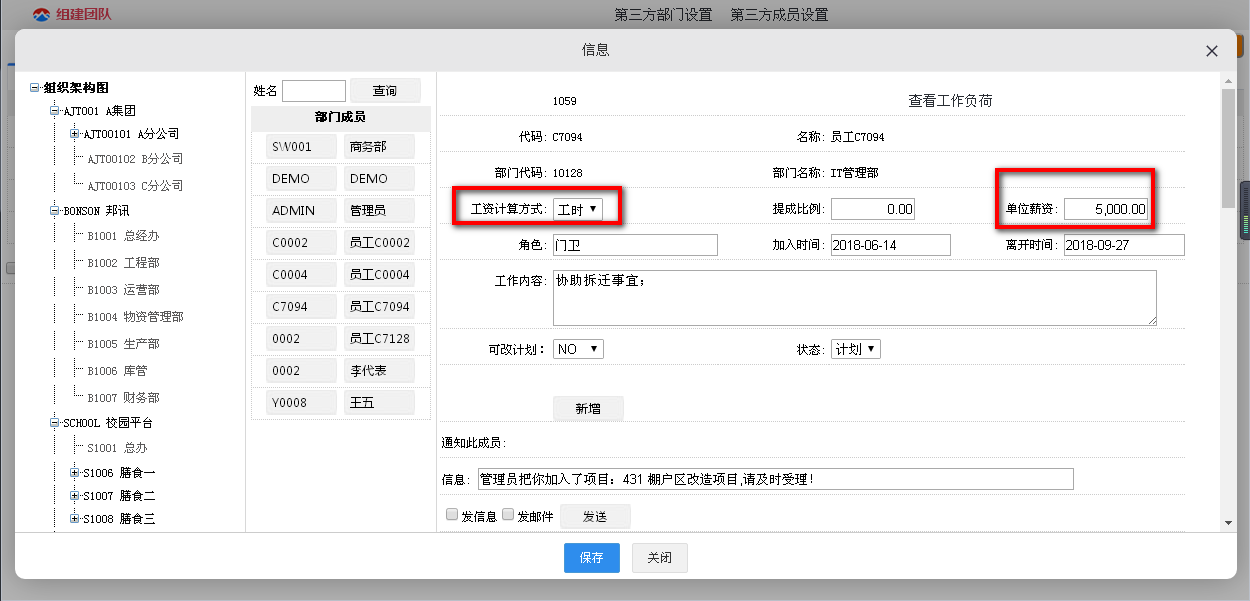 组建团队
第三方部门设置 第三方成员设置
信息
组织架构图
AJT001 A集团
AJT00101 A分公司
AJT00102 B分公司
AJT00103 C分公司
BONSON 邦讯
B1001 总经办
B1002 工程部
B1003 运营部
B1004 物资管理部
B1005 生产部
B1006 库管
B1007 财务部
SCHOOL 校园平台
S1001 总办
S1006 膳食一
S1007 膳食二
S1008 膳食三
姓名 查询
部门成员
SW001 商务部
DEMO DEMO
ADMIN 管理员
C0002 员工C0002
C0004 员工C0004
C7094 员工C7094
0002 员工C7128
0002 李代表
Y0008 王五
1059 查看工作负荷
代码: C7094 名称: 员工C7094
部门代码: 10128 部门名称: IT管理部
工资计算方式: 工时 提成比例: 0.00 单位薪资: 5,000.00
角色: 门卫 加入时间: 2018-06-14 离开时间: 2018-09-27
工作内容: 协助拆迁事宜；
可改计划： NO 状态: 计划
新增
通知此成员:
信息: 管理员把你加入了项目：431 棚户区改造项目,请及时受理！
发信息 发邮件 发送
保存 关闭